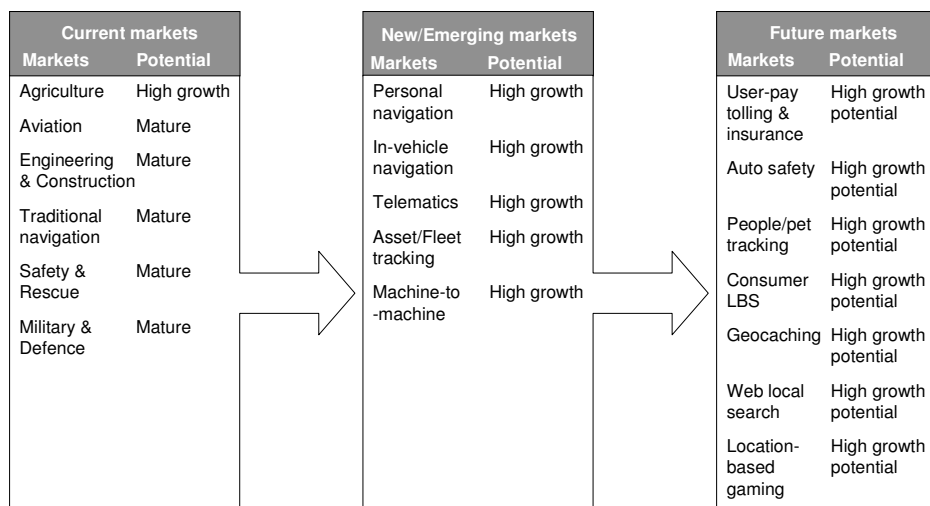 Current markets
Markets Potential
Agriculture High growth
Aviation Mature
Engineering Mature
& Construction
Traditional Mature
navigation
Safety & Mature
Rescue
Military & Mature
Defence
New/Emerging markets
Markets Potential
Personal High growth
navigation
In-vehicle High growth
navigation
Telematics High growth
Asset/Fleet High growth
tracking
Machine-to High growth
-machine
Future markets
Markets Potential
User-pay High growth
tolling & potential
insurance
Auto safety High growth
potential
People/pet High growth
tracking potential
Consumer High growth
LBS potential
Geocaching High growth
potential
Web local High growth
search potential
Location- High growth
based potential
gaming